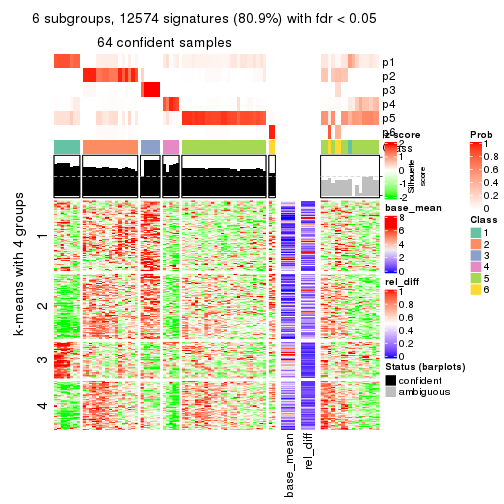 6 subgroups, 12574 signatures (80.9%) with fdr < 0.05
64 confident samples
p1
p2
p3
p4
p5
p6
Class
z-score
2
1
0
-1
-2
Silhouette
score
Prob
1
0.8
0.6
0.4
0.2
0
Class
1
2
3
4
5
6
base_mean
8
6
4
2
0
rel_diff
1
0.8
0.6
0.4
0.2
0
Status (barplots)
confident
ambiguous
k-means with 4 groups
1
2
3
4
base_mean
rel_diff